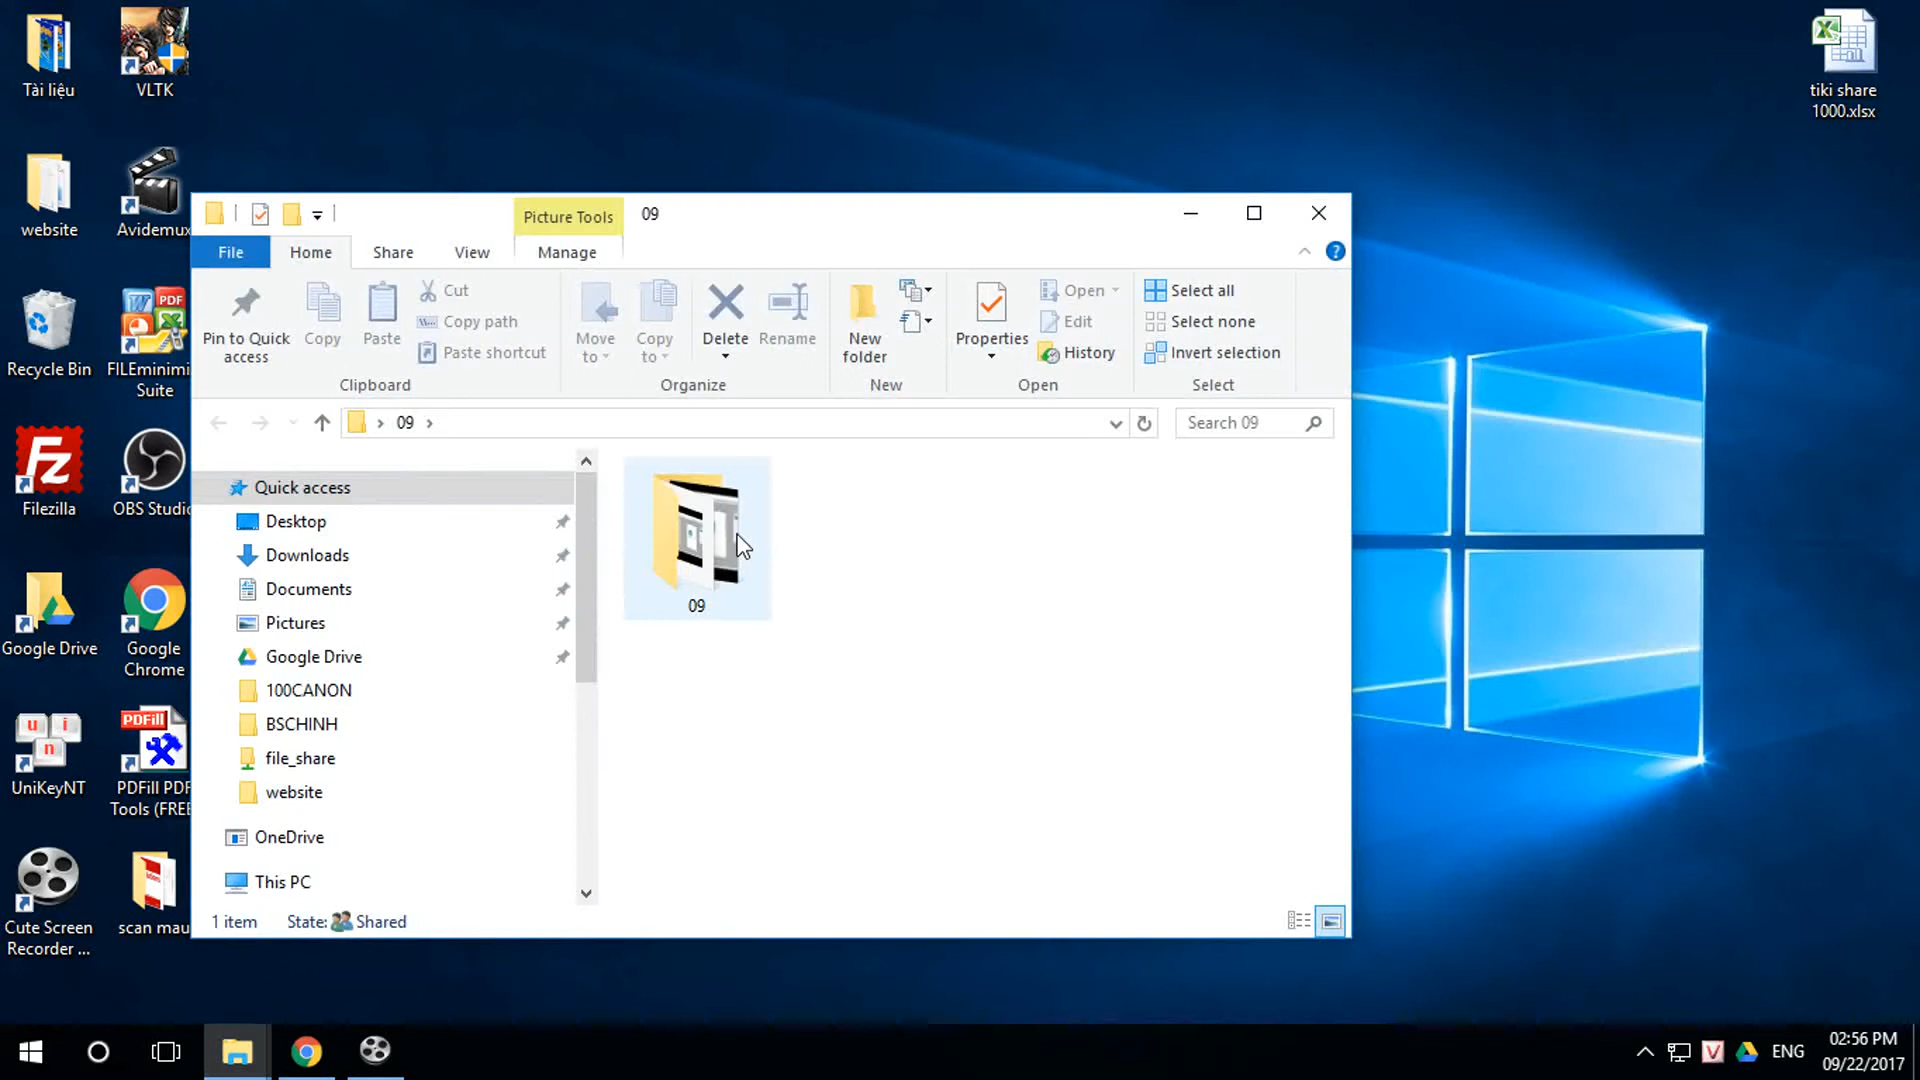 Tài liệu
VLTK
tiki share
1000.xlsx
website
Avidemux
Recycle Bin
FILEminimi
Suite
Filezilla
OBS Studio
Google Drive
Google
Chrome
UniKeyNT
PDFill PDF
Tools (FREE
Cute Screen
Recorder ...
scan mau
Picture Tools
09
File
Home
Share
View
Manage
Pin to Quick
access
Copy
Paste
Cut
Copy path
Paste shortcut
Clipboard
Move
to
Copy
to
Delete
Rename
Organize
New
folder
New
Properties
Open
Edit
History
Open
Select all
Select none
Invert selection
Select
09
Search 09
Quick access
Desktop
Downloads
Documents
Pictures
Google Drive
100CANON
BSCHINH
file_share
website
OneDrive
This PC
09
1 item
State: Shared
ENG
02:56 PM
09/22/2017